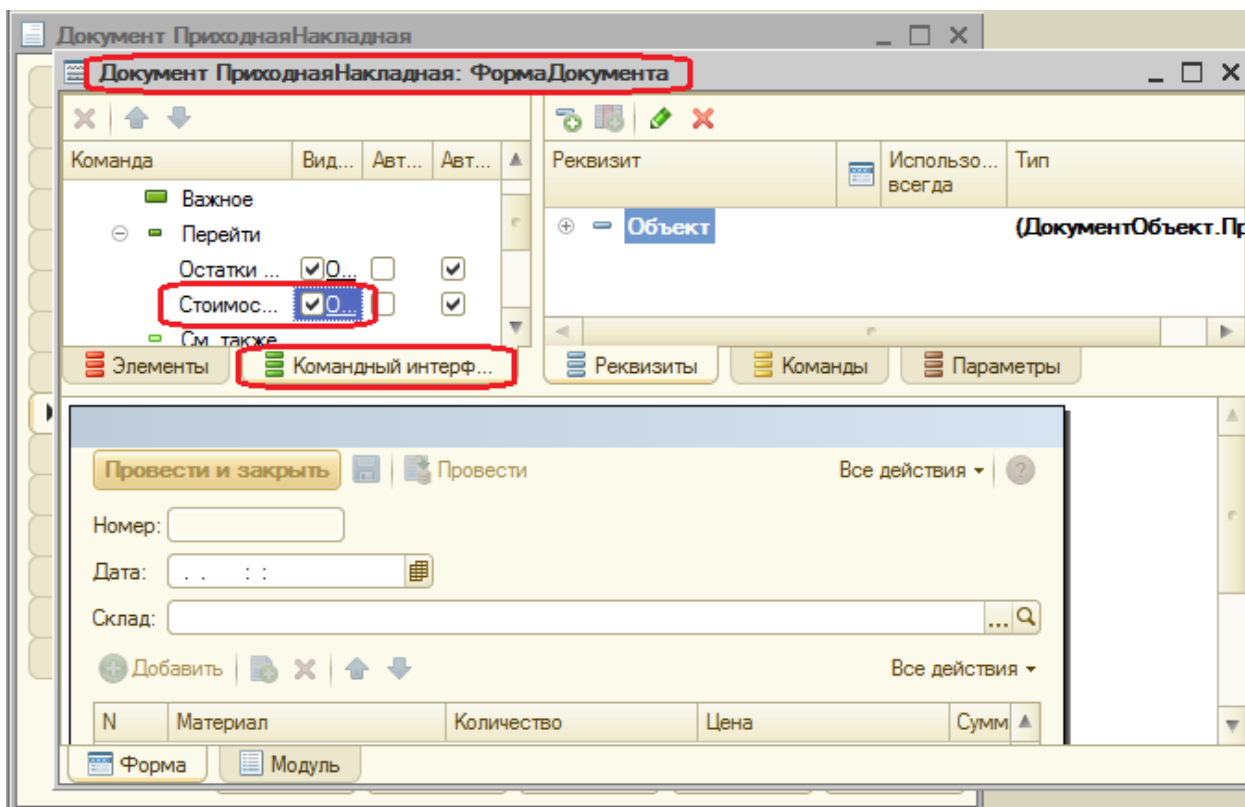 Документ ПриходнаяНакладная
Документ ПриходнаяНакладная: ФормаДокумента
Команда Вид... Авт... Авт...
Важное
Перейти
Остатки ... О...
Стоимос... О...
См. также
Элементы Командный интерф...
Реквизит Использо... всегда Тип
Объект (ДокументОбъект.Пр
Реквизиты Команды Параметры
Провести и закрыть Провести Все действия
Номер:
Дата: . . : :
Склад: ...
Добавить Все действия
N Материал Количество Цена Сумм
Форма Модуль